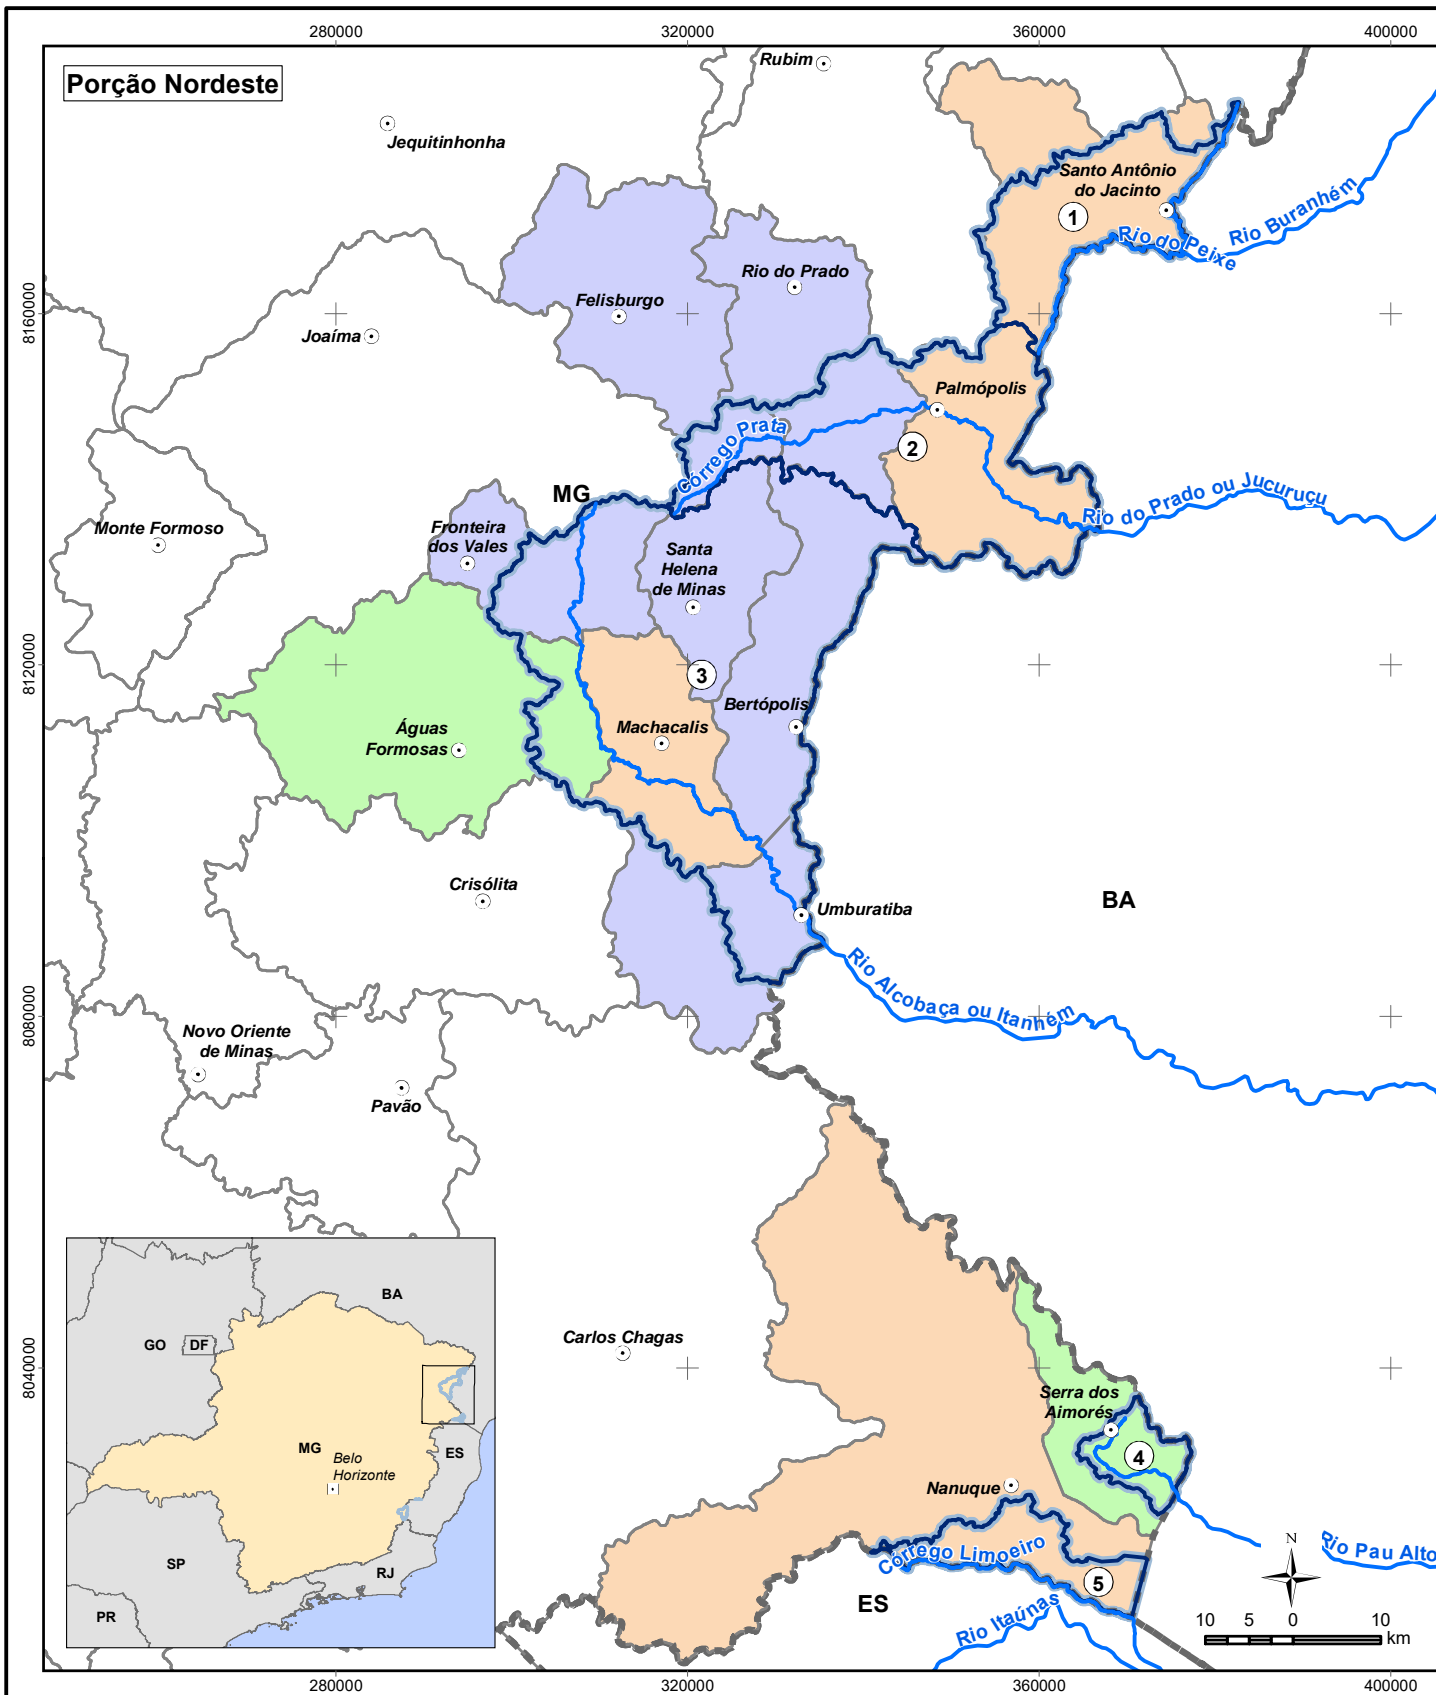 280000
320000
360000
400000
Porção Nordeste
Rubim
Jequitinhonha
Santo Antônio
do Jacinto
1
Rio Buranhém
Rio do Peixe
Rio do Prado
Felisburgo
8160000
Joaíma
Palmópolis
Córrego Prata
2
MG
Rio do Prado ou Jucuruçu
Monte Formoso
Fronteira
dos Vales
Santa
Helena
de Minas
8120000
3
Bertópolis
Águas
Formosas
Machacalis
Crisólita
BA
Umburatiba
Rio Alcobaça ou Itanhém
8080000
Novo Oriente
de Minas
Pavão
Carlos Chagas
8040000
Serra dos
Aimorés
4
Nanuque
Córrego Limoeiro
5
Rio Pau Alto
ES
Rio Itaúnas
N
10
5
0
10
km
BA
GO
DF
MG
Belo
Horizonte
ES
SP
RJ
PR
280000
320000
360000
400000